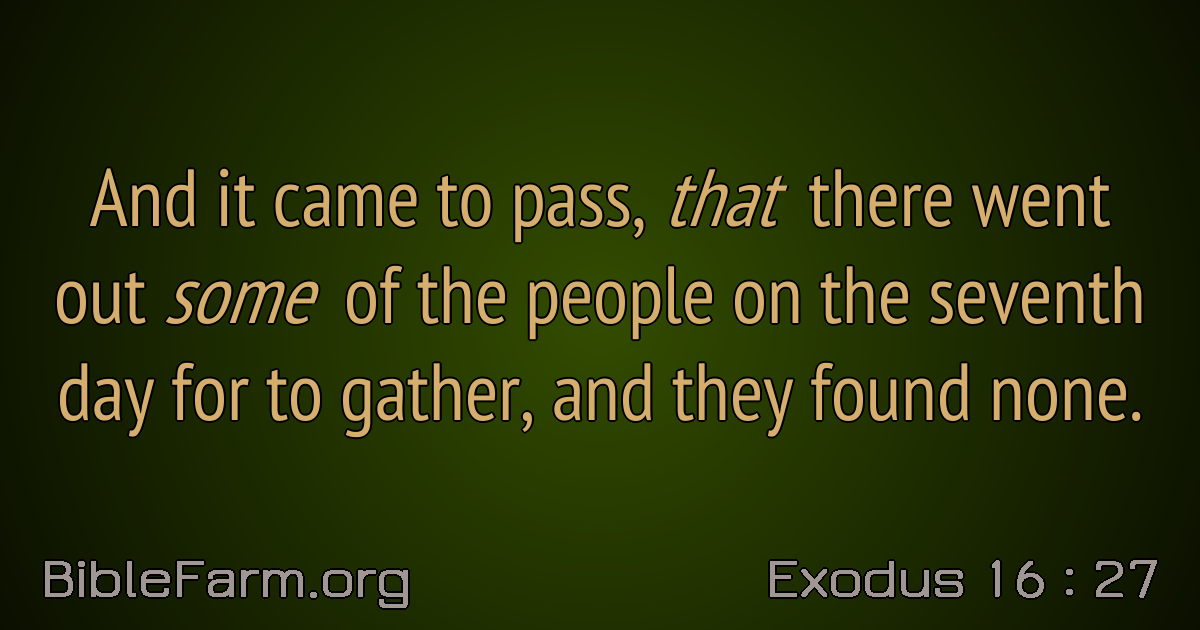 And it came to pass, that there went
out some of the people on the seventh
day for to gather, and they found none.
BibleFarm.org
Exodus 16 : 27